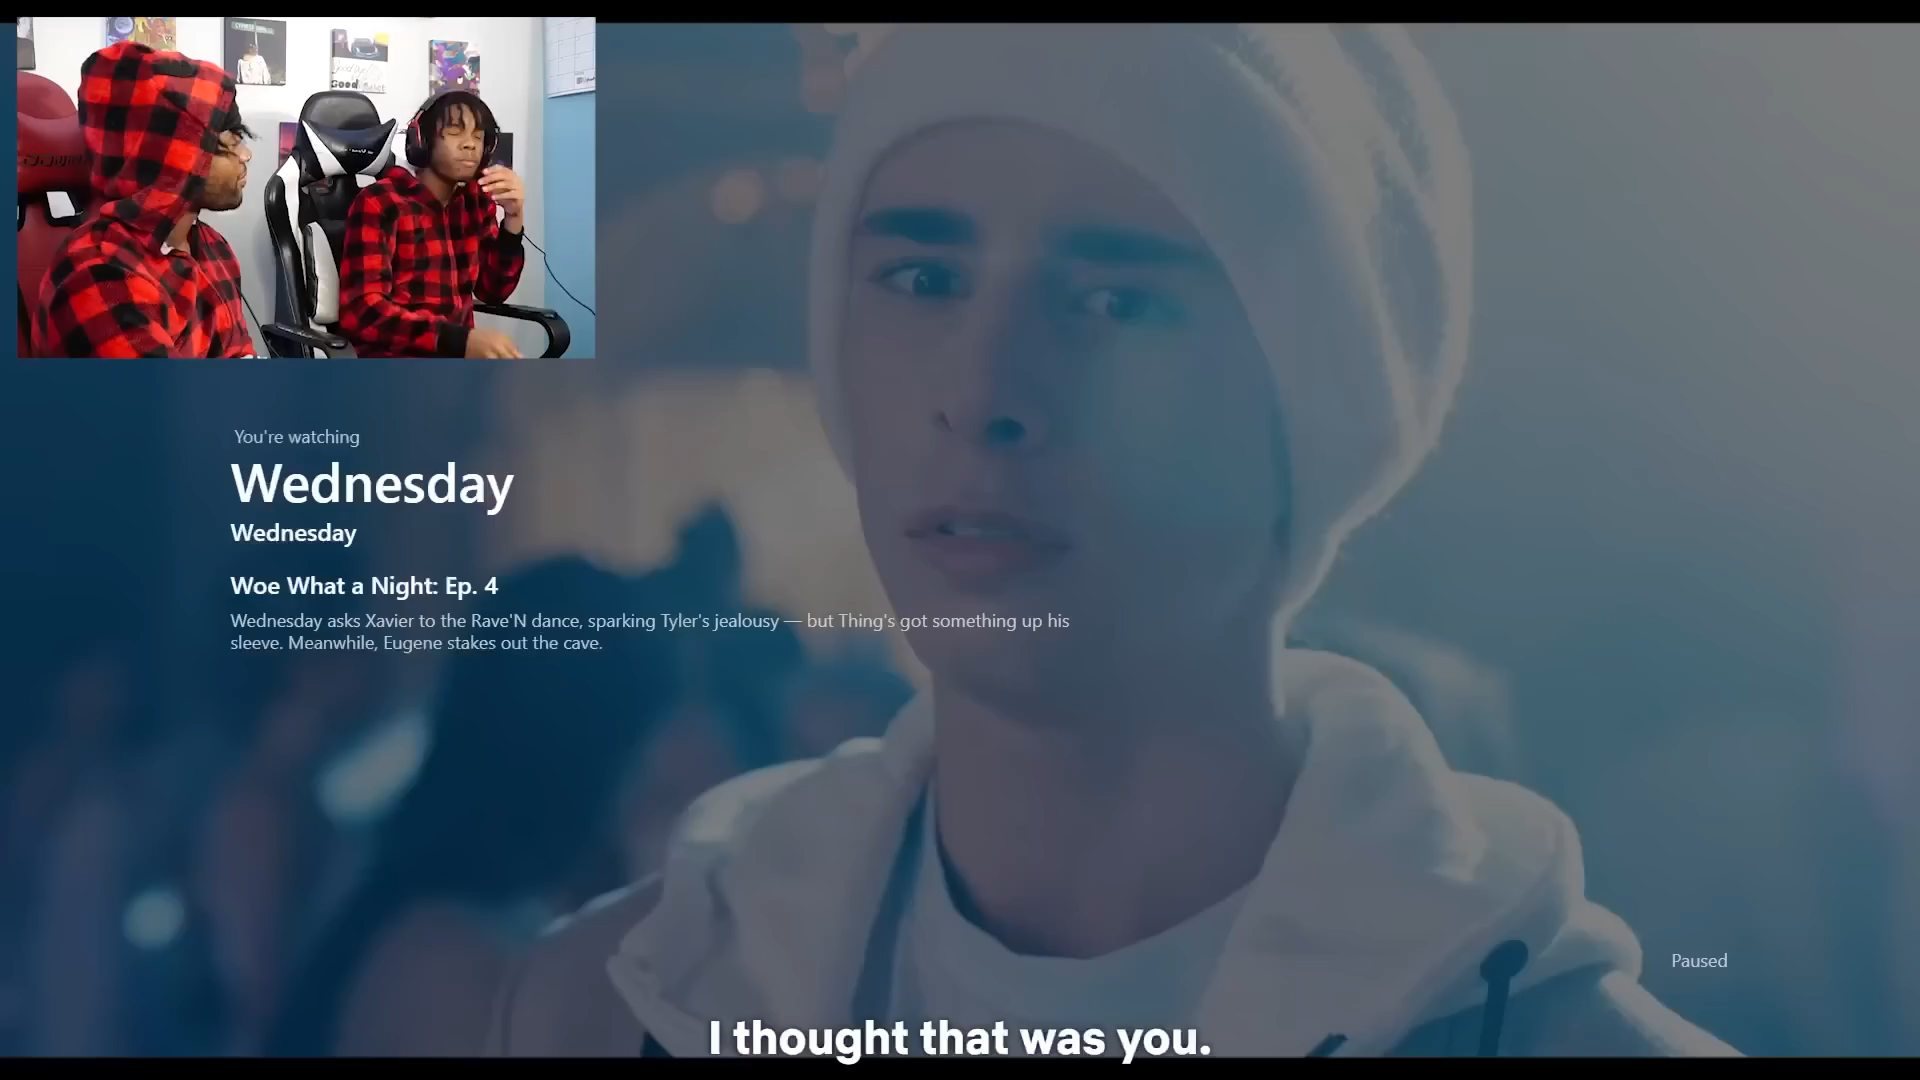 Good
You're watching
Wednesday
Wednesday
Woe What a Night: Ep. 4
Wednesday asks Xavier to the Rave'N dance, sparking Tyler's jealousy — but Thing's got something up his
sleeve. Meanwhile, Eugene stakes out the cave.
Paused
I thought that was you.